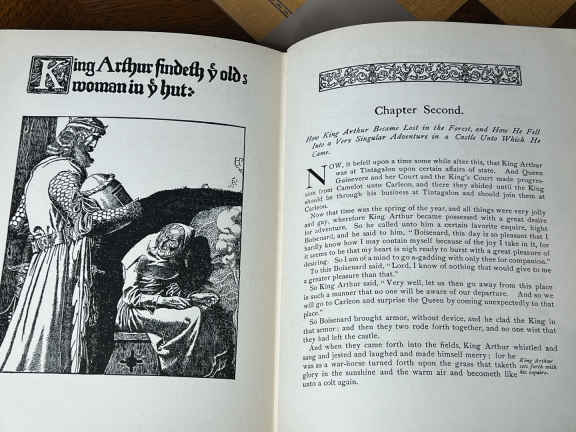 King Arthur findeth ẙ old
woman in ẙ hut:
Chapter Second.
How King Arthur Became Lost in the Forest, and How He Fell
Into a Very Singular Adventure in a Castle Unto Which He
Came.
NOW, it befell upon a time some while after this, that King Arthur
was at Tintagalon upon certain affairs of state. And Queen
Guinevere and her Court and the King's Court made progres-
sion from Camelot unto Carleon, and there they abided until the King
should be through his business at Tintagalon and should join them at
Carleon.
Now that time was the spring of the year, and all things were very jolly
and gay, wherefore King Arthur became possessed with a great desire
for adventure. So he called unto him a certain favorite esquire, hight
Boisenard, and he said to him, "Boisenard, this day is so pleasant that I
hardly know how I may contain myself because of the joy I take in it, for
it seems to be that my heart is nigh ready to burst with a great pleasure of
desiring. So I am of a mind to go a-gadding with only thee for companion."
To this Boisenard said, "Lord, I know of nothing that would give to me
a greater pleasure than that."
So King Arthur said, "Very well, let us then go away from this place
in such a manner that no one will be aware of our departure. And so we
will go to Carleon and surprise the Queen by coming unexpectedly to that
place."
So Boisenard brought armor, without device, and he clad the King in
that armor; and then they two rode forth together, and no one wist that
they had left the castle.
And when they came forth into the fields, King Arthur whistled and
sang and jested and laughed and made himself merry; for he
was as a war-horse turned forth upon the grass that taketh
glory in the sunshine and the warm air and becometh like
unto a colt again.
King Arthur
sets forth with
his esquire.